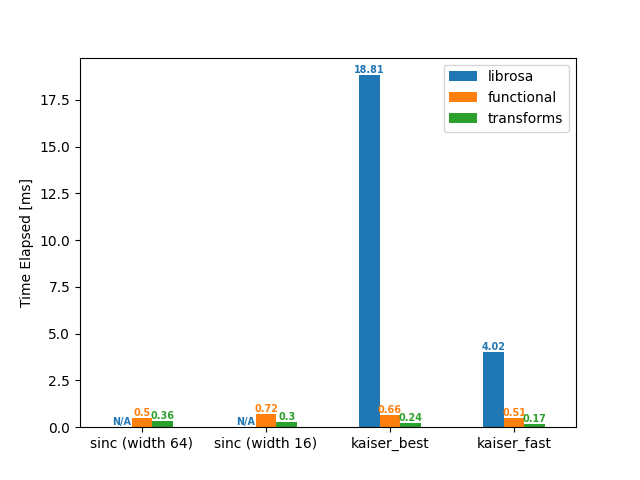 18.81
librosa
functional
transforms
17.5
15.0
12.5
10.0
7.5
5.0
2.5
0.0
Time Elapsed [ms]
N/A
0.5
0.36
N/A
0.72
0.3
0.66
0.24
4.02
0.51
0.17
sinc (width 64)
sinc (width 16)
kaiser_best
kaiser_fast